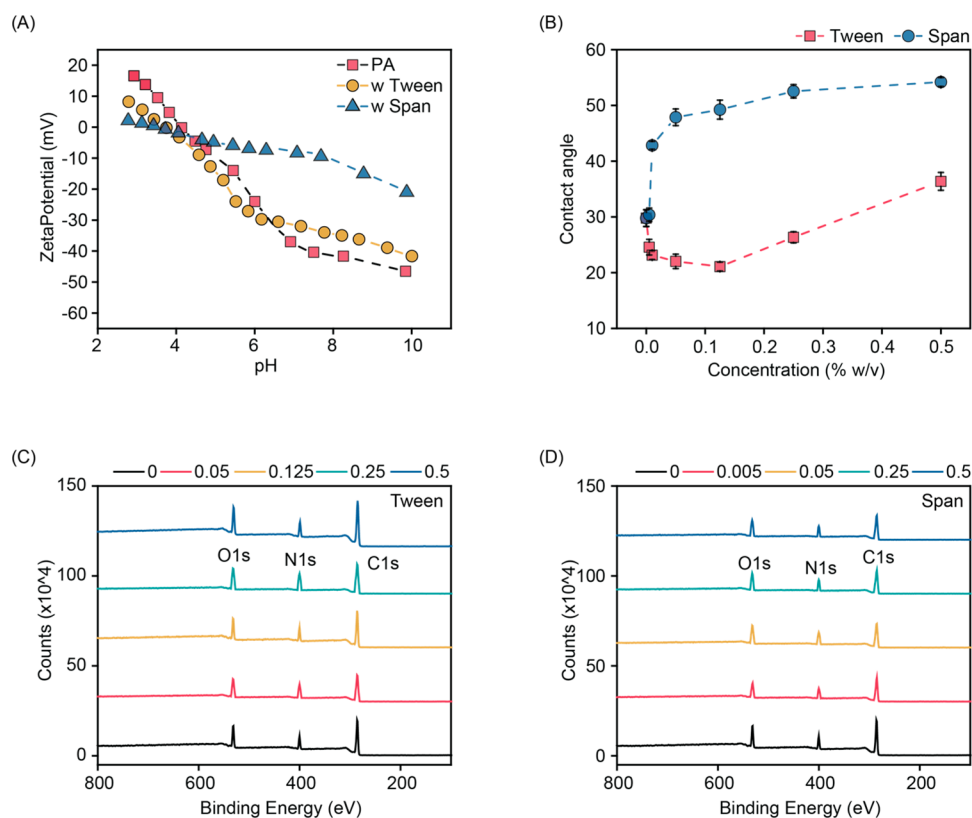 (A)
PA
w Tween
w Span
20
10
0
-10
-20
-30
-40
-50
-60
ZetaPotential (mV)
2 4 6 8 10
pH
(B)
Tween Span
60
50
40
30
20
10
Contact angle
0.0 0.1 0.2 0.3 0.4 0.5
Concentration (% w/v)
(C)
0 0.05 0.125 0.25 0.5
150
100
50
0
Counts (x10^4)
Tween
O1s N1s C1s
800 600 400 200
Binding Energy (eV)
(D)
0 0.005 0.05 0.25 0.5
150
100
50
0
Counts (x10^4)
Span
O1s N1s C1s
800 600 400 200
Binding Energy (eV)